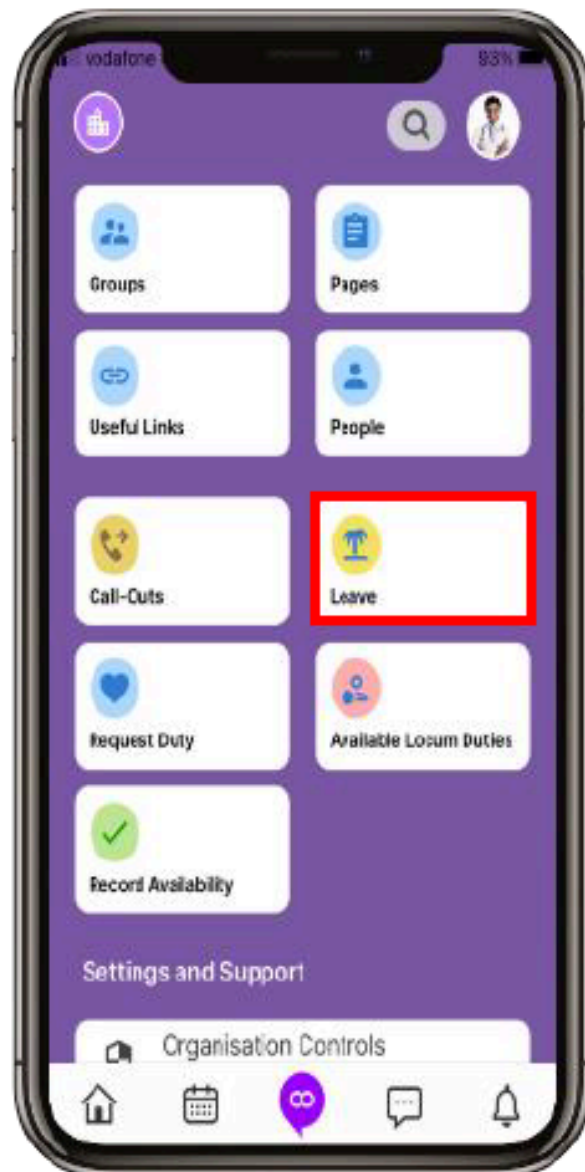 vodafone 93%
Groups Pages
Useful Links People
Call-Outs Leave
Request Duty Available Locum Duties
Record Availability
Settings and Support
Organisation Controls